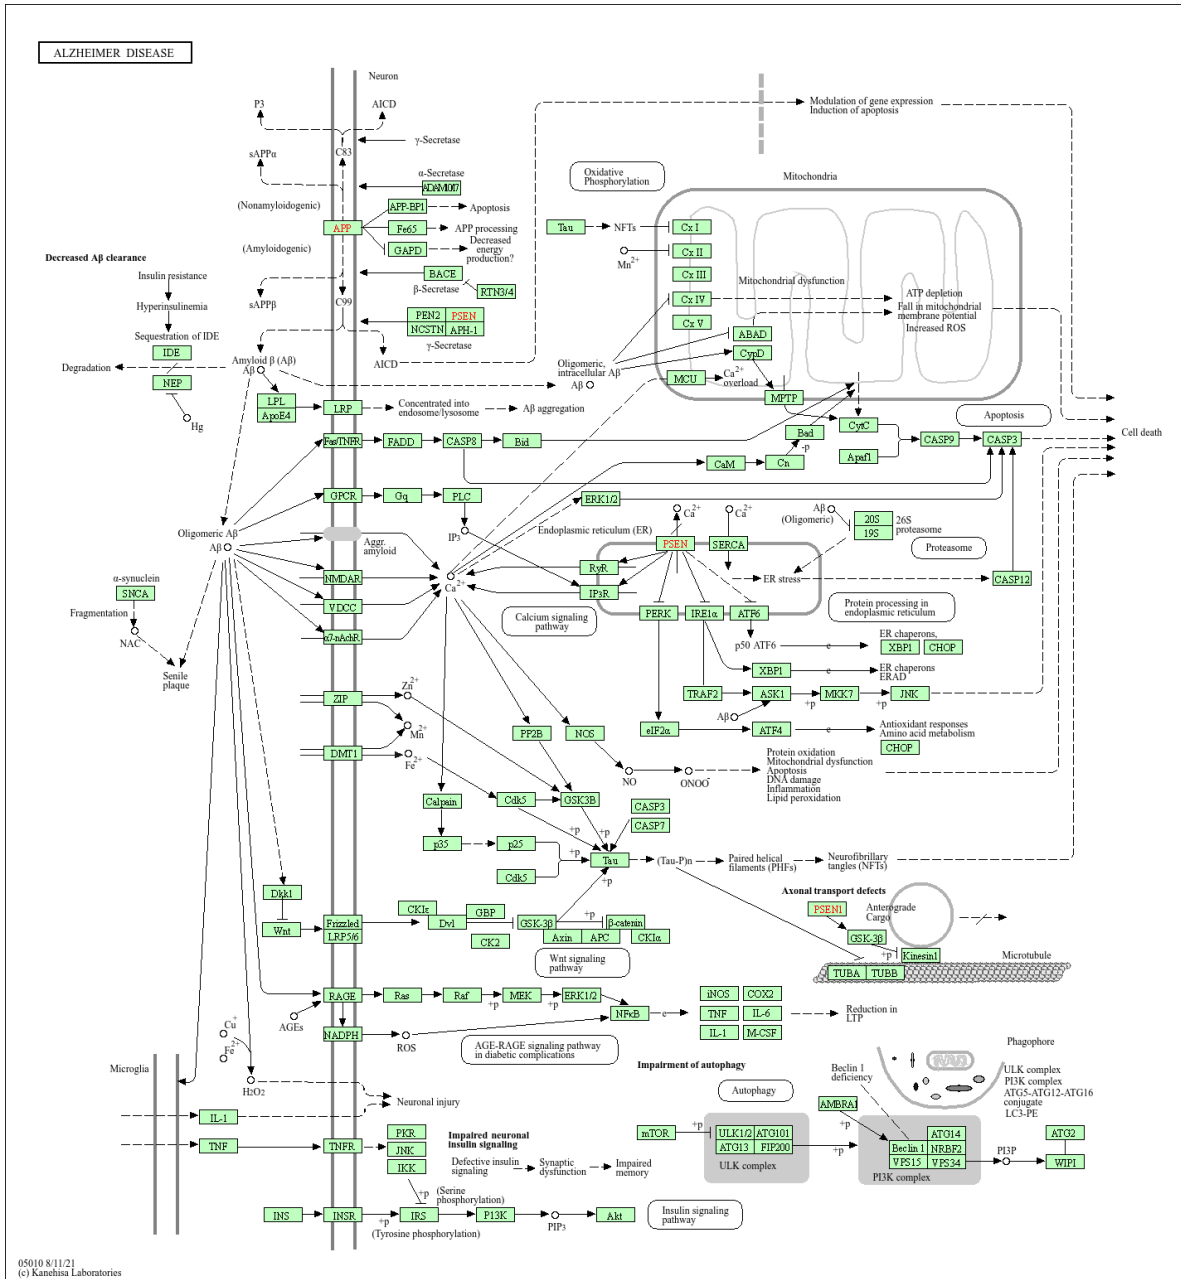 ALZHEIMER DISEASE
Neuron
P3
AICD
γ-Secretase
C83
sAPPα
α-Secretase
ADAM10/17
(Nonamyloidogenic)
APP-BP1
Apoptosis
APP
Fe65
APP processing
(Amyloidogenic)
GAPD
Decreased
energy
production?
BACE
β-Secretase
RTN3/4
sAPPβ
C99
PEN2
PSEN
NCSTN
APH-1
γ-Secretase
AICD
Modulation of gene expression
Induction of apoptosis
Oxidative
Phosphorylation
Mitochondria
Tau
NFTs
Mn2+
Cx I
Cx II
Cx III
Cx IV
Cx V
Mitochondrial dysfunction
ATP depletion
Fall in mitochondrial
membrane potential
Increased ROS
ABAD
CypD
MCU
Ca2+
overload
MPTP
Oligomeric,
intracellular Aβ
Aβ
Decreased Aβ clearance
Insulin resistance
Hyperinsulinemia
Sequestration of IDE
IDE
Degradation
NEP
Hg
Amyloid β (Aβ)
Aβ
LPL
ApoE4
LRP
Concentrated into
endosome/lysosome
Aβ aggregation
Fas/TNFR
FADD
CASP8
Bid
Bad
-p
CytC
Apaf1
CASP9
CASP3
Apoptosis
Cell death
CaM
Cn
GPCR
Gq
PLC
IP3
ERK1/2
Oligomeric Aβ
Aβ
Aggr.
amyloid
NMDAR
VDCC
α7-nAchR
Ca2+
Endoplasmic reticulum (ER)
Ca2+
Ca2+
PSEN
SERCA
RyR
IP3R
ER stress
Aβ
(Oligomeric)
20S
19S
26S
proteasome
Proteasome
CASP12
Calcium signaling
pathway
PERK
IRE1α
ATF6
Protein processing in
endoplasmic reticulum
p50 ATF6
e
ER chaperons,
XBP1
CHOP
XBP1
e
ER chaperons
ERAD
TRAF2
ASK1
+p
MKK7
+p
JNK
Aβ
eIF2α
ATF4
e
Antioxidant responses
Amino acid metabolism
CHOP
α-synuclein
SNCA
Fragmentation
NAC
Senile
plaque
ZIP
Zn2+
Mn2+
DMT1
Fe2+
PP2B
NOS
NO
ONOO-
Protein oxidation
Mitochondrial dysfunction
Apoptosis
DNA damage
Inflammation
Lipid peroxidation
Calpain
Cdk5
GSK3B
CASP3
CASP7
+p
+p
p35
p25
Cdk5
+p
Tau
+p
(Tau-P)n
Paired helical
filaments (PHFs)
Neurofibrillary
tangles (NFTs)
Dkk1
Wnt
Frizzled
LRP5/6
CKIε
Dvl
GBP
CK2
GSK-3β
+p
β-catenin
Axin
APC
CKIα
Wnt signaling
pathway
Axonal transport defects
PSEN1
Anterograde
Cargo
GSK-3β
+p
Kinesin1
Microtubule
TUBA
TUBB
RAGE
Ras
Raf
+p
MEK
+p
ERK1/2
AGEs
NADPH
ROS
NFκB
e
iNOS
COX2
TNF
IL-6
IL-1
M-CSF
Reduction in
LTP
AGE-RAGE signaling pathway
in diabetic complications
Cu+
Fe2+
H2O2
Microglia
Neuronal injury
IL-1
TNF
TNFR
PKR
JNK
IKK
Impaired neuronal
Insulin signaling
Defective insulin
signaling
Synaptic
dysfunction
Impaired
memory
+p
(Serine
phosphorylation)
INS
INSR
+p
IRS
(Tyrosine phosphorylation)
P13K
PIP3
Akt
Insulin signaling
pathway
Impairment of autophagy
Autophagy
Beclin 1
deficiency
Phagophore
ULK complex
PI3K complex
ATG5-ATG12-ATG16
conjugate
LC3-PE
AMBRA1
+p
mTOR
+p
ULK1/2
ATG101
ATG13
FIP200
ULK complex
+p
ATG14
Beclin 1
NRBF2
VPS15
VPS34
PI3K complex
PI3P
ATG2
WIPI
05010 8/11/21
(c) Kanehisa Laboratories